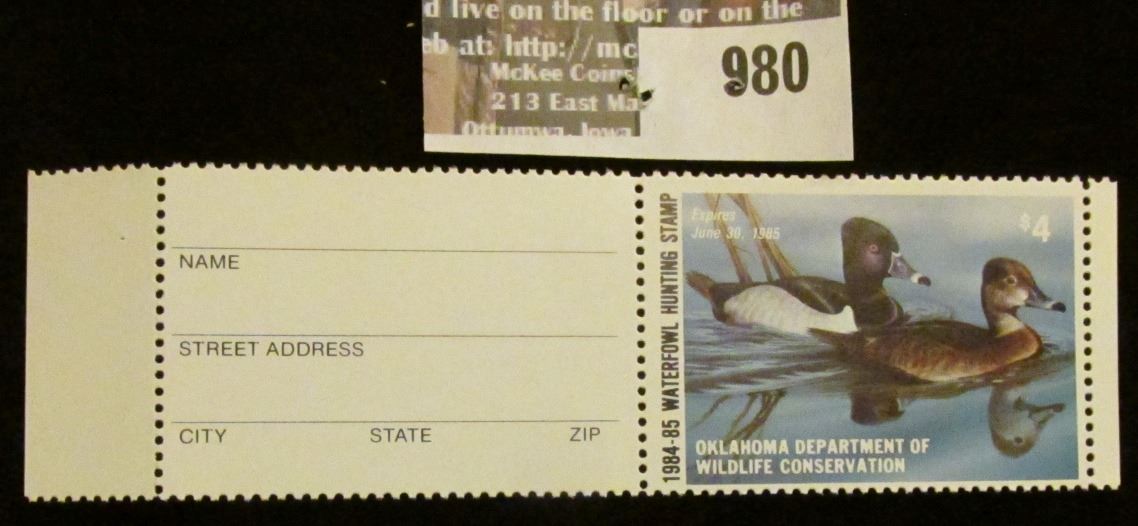 d live on the floor or on the
eb at: http://mc
McKee Coins
213 East Ma
Ottumwa, Iowa
980
NAME
STREET ADDRESS
CITY STATE ZIP
1984-85 WATERFOWL HUNTING STAMP
Expires
June 30, 1985
$4
OKLAHOMA DEPARTMENT OF
WILDLIFE CONSERVATION